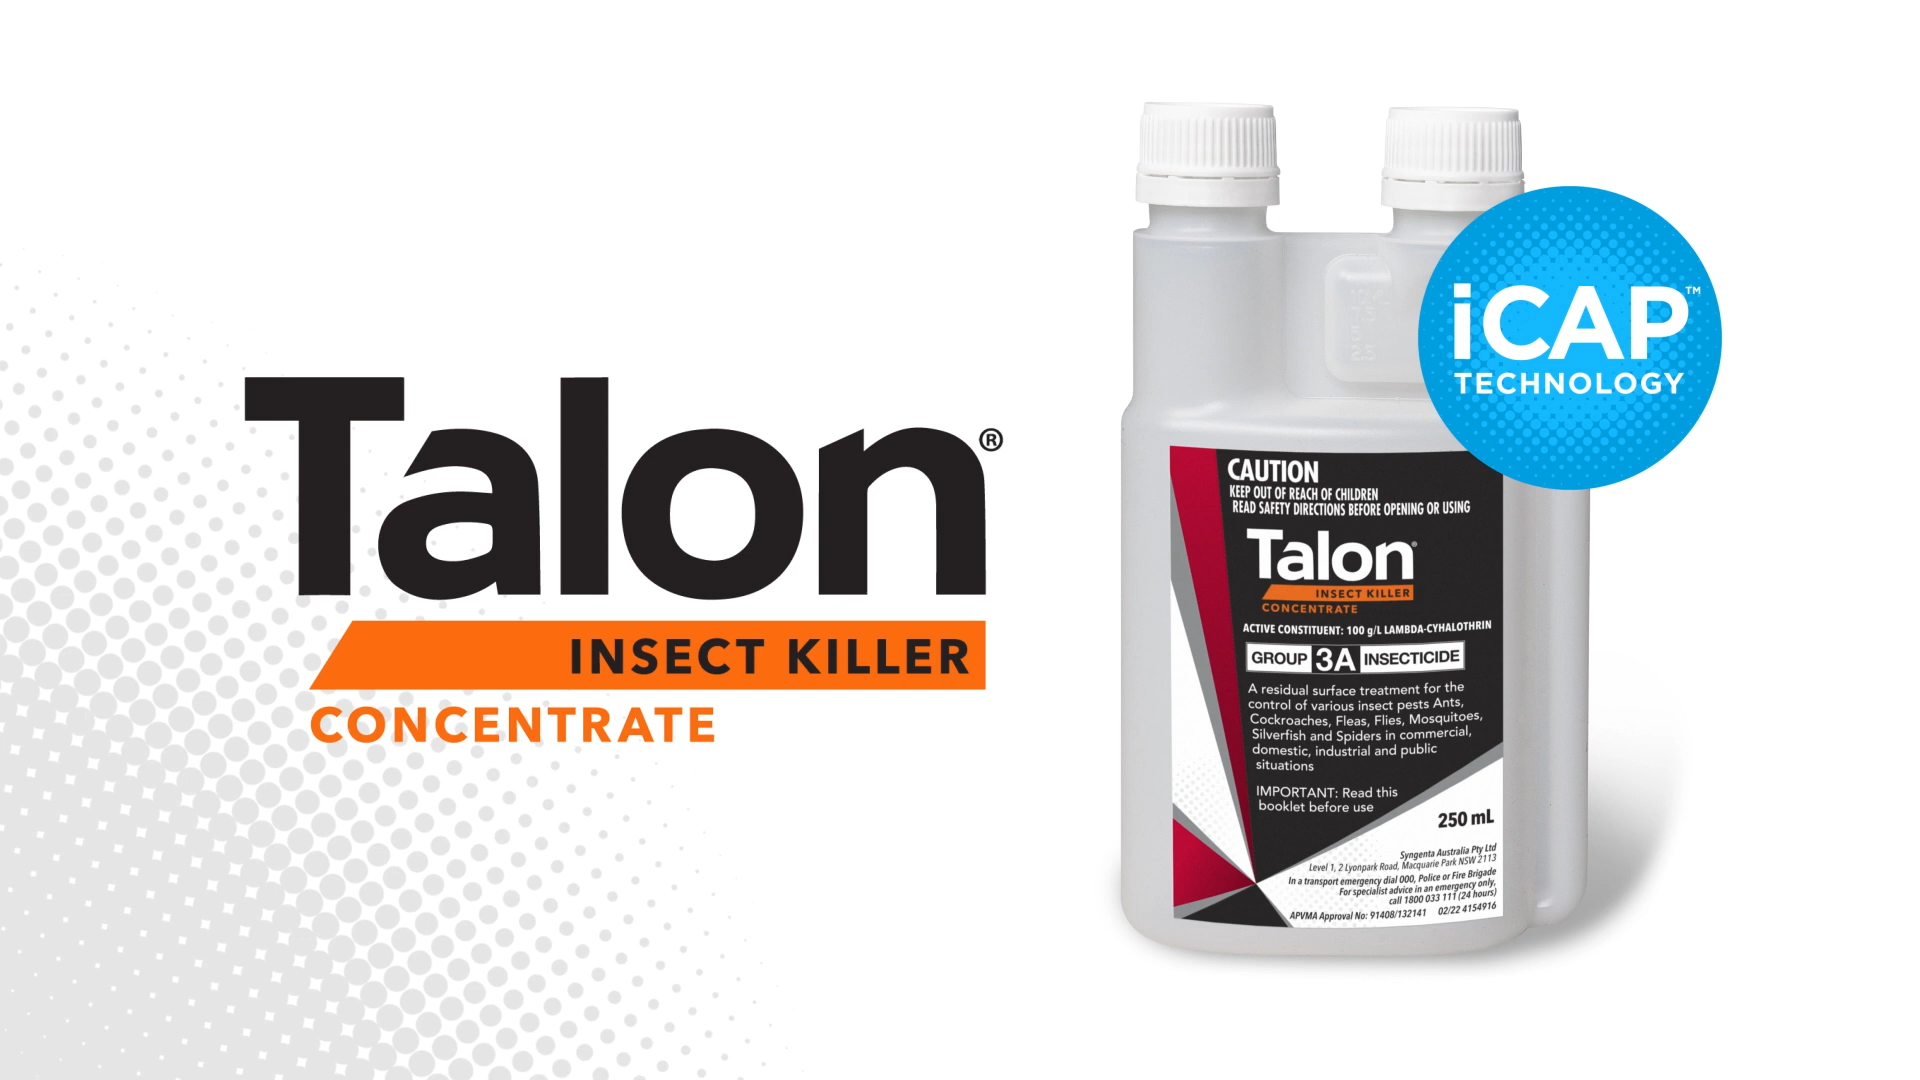 Talon®
INSECT KILLER
CONCENTRATE
iCAP™
TECHNOLOGY
CAUTION
KEEP OUT OF REACH OF CHILDREN
READ SAFETY DIRECTIONS BEFORE OPENING OR USING
Talon®
INSECT KILLER
CONCENTRATE
ACTIVE CONSTITUENT: 100 g/L LAMBDA-CYHALOTHRIN
GROUP 3A INSECTICIDE
A residual surface treatment for the
control of various insect pests Ants,
Cockroaches, Fleas, Flies, Mosquitoes,
Silverfish and Spiders in commercial,
domestic, industrial and public
situations
IMPORTANT: Read this
booklet before use
250 mL
Syngenta Australia Pty Ltd
Level 1, 2 Lyonpark Road, Macquarie Park NSW 2113
In a transport emergency dial 000, Police or Fire Brigade
For specialist advice in an emergency only,
call 1800 033 111 (24 hours)
APVMA Approval No: 91408/132141 02/22 4154916